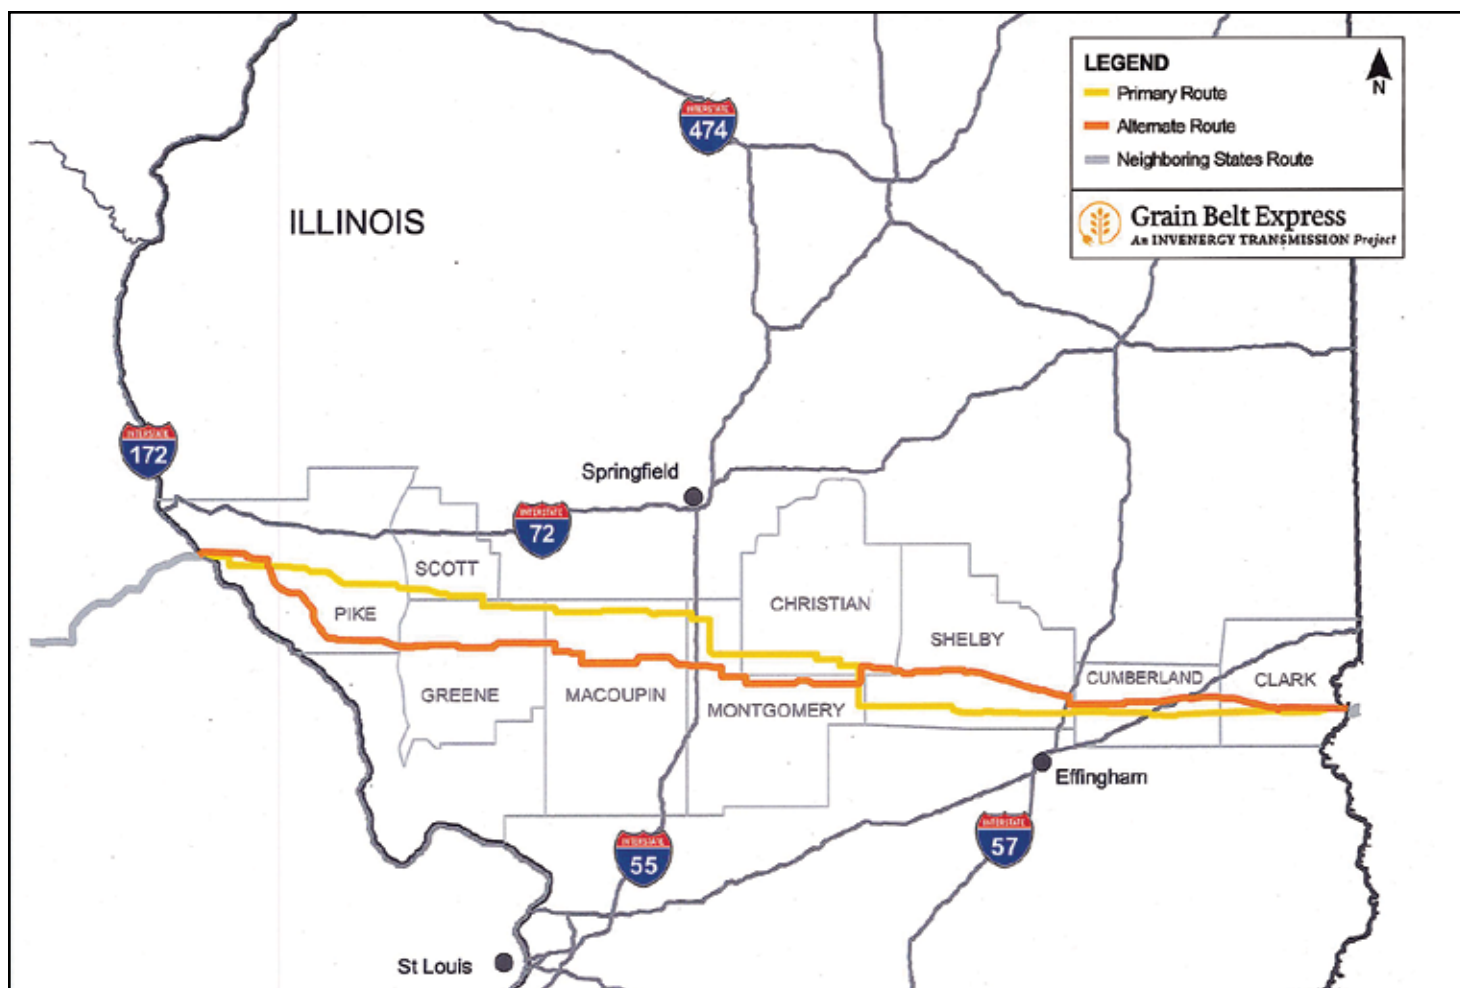 LEGEND
N
Primary Route
Alternate Route
Neighboring States Route
Grain Belt Express
An INVENERGY TRANSMISSION Project
INTERSTATE
474
ILLINOIS
INTERSTATE
172
Springfield
INTERSTATE
72
SCOTT
PIKE
CHRISTIAN
SHELBY
CUMBERLAND
CLARK
GREENE
MACOUPIN
MONTGOMERY
Effingham
INTERSTATE
57
INTERSTATE
55
St Louis